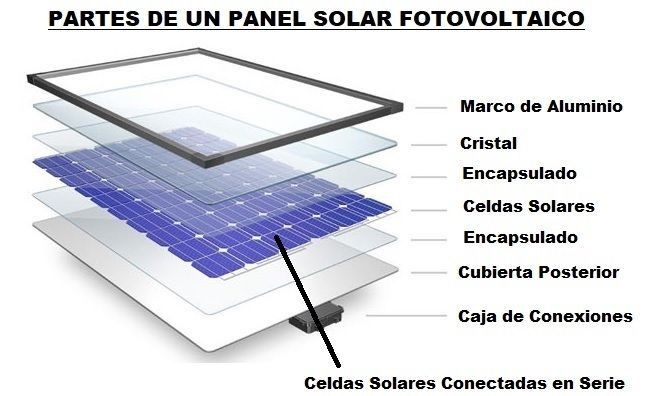 PARTES DE UN PANEL SOLAR FOTOVOLTAICO
Marco de Aluminio
Cristal
Encapsulado
Celdas Solares
Encapsulado
Cubierta Posterior
Caja de Conexiones
Celdas Solares Conectadas en Serie